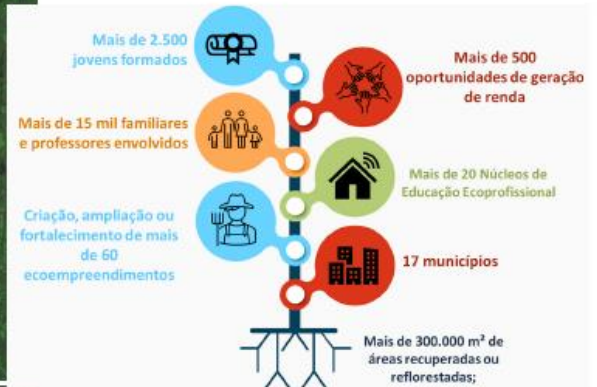 Mais de 2.500
jovens formados
Mais de 500
oportunidades de geração
de renda
Mais de 15 mil familiares
e professores envolvidos
Mais de 20 Núcleos de
Educação Ecoprofissional
Criação, ampliação ou
fortalecimento de mais
de 60
ecoempreendimentos
17 municípios
Mais de 300.000 m² de
áreas recuperadas ou
reflorestadas;